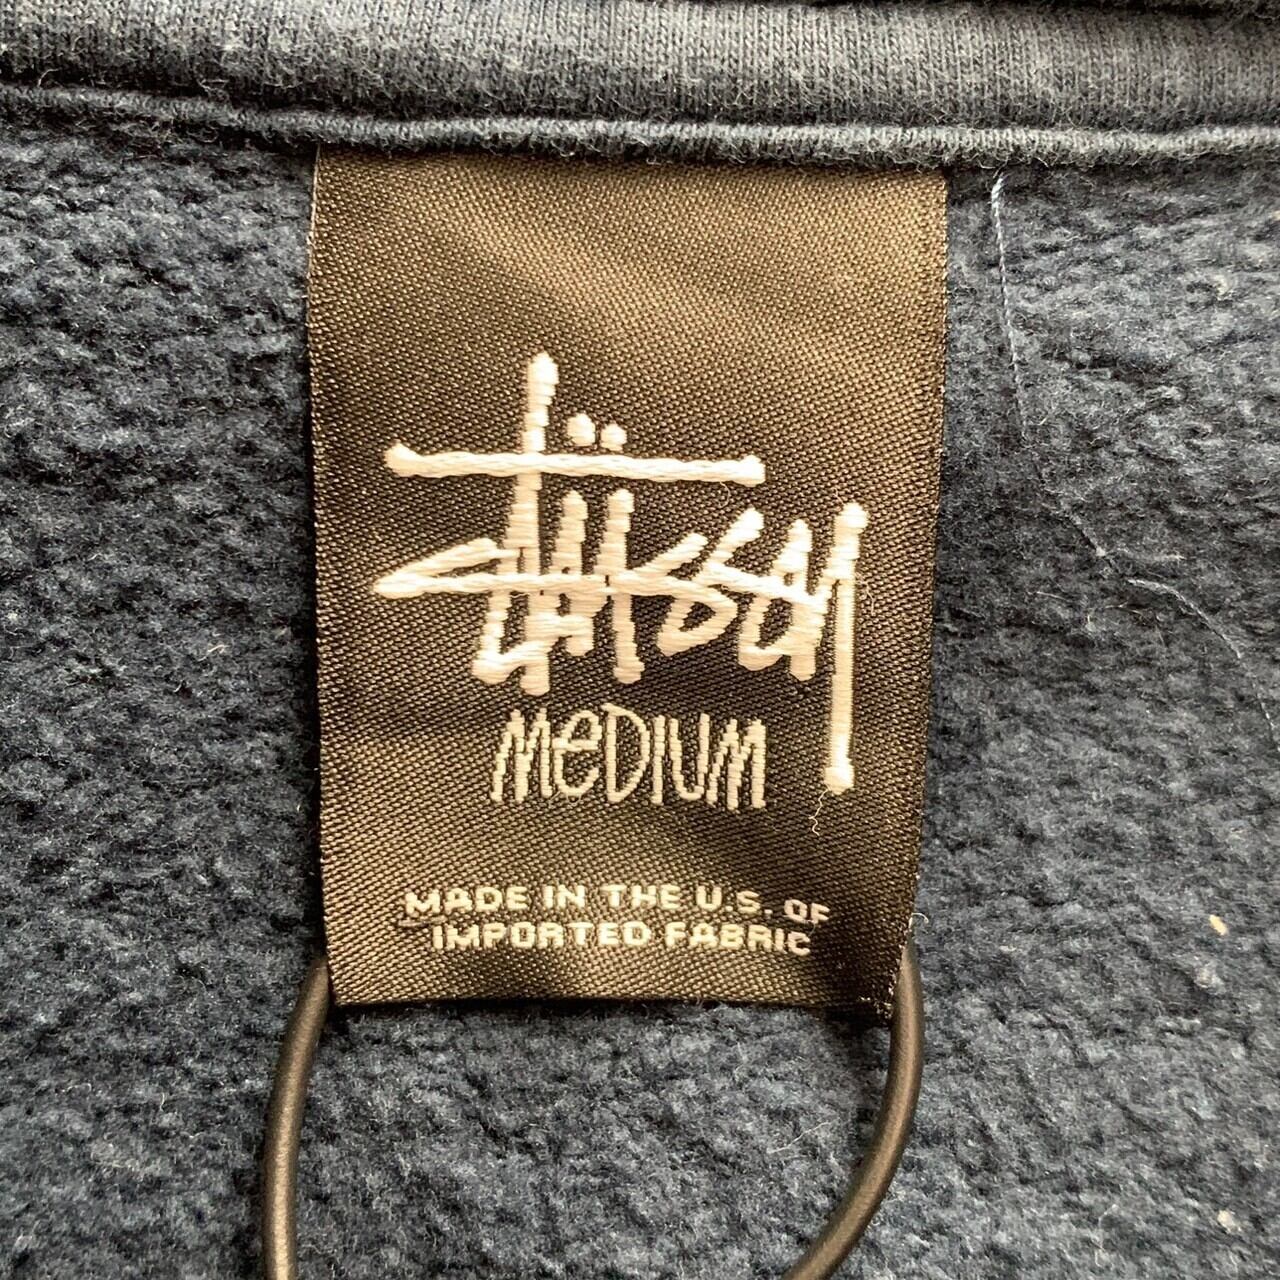 Stüssy
MeDIUM
MADE IN THE U.S. OF
IMPORTED FABRIC